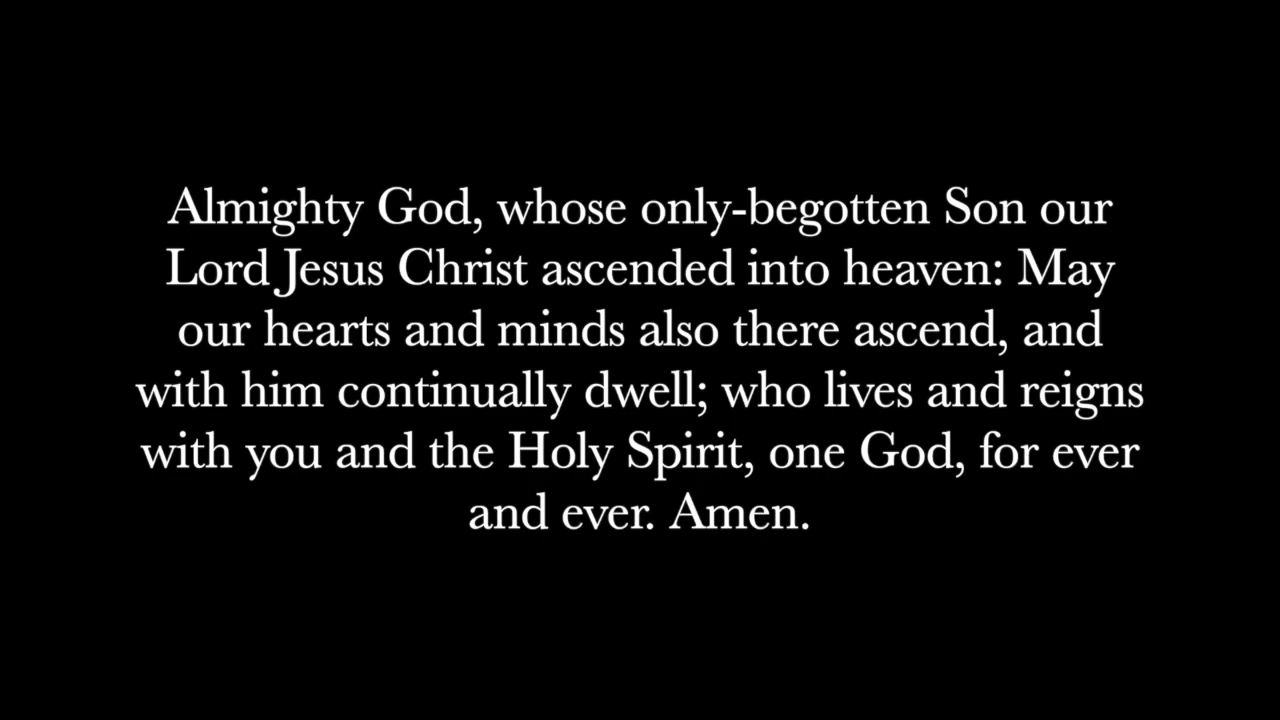 Almighty God, whose only-begotten Son our
Lord Jesus Christ ascended into heaven: May
our hearts and minds also there ascend, and
with him continually dwell; who lives and reigns
with you and the Holy Spirit, one God, for ever
and ever. Amen.